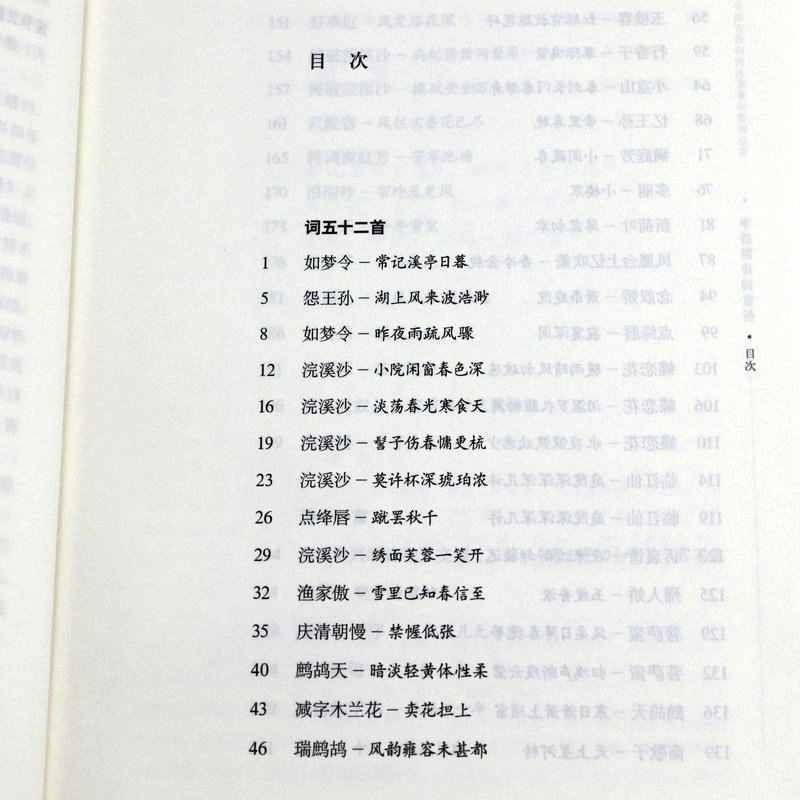 目 次
词五十二首
1 如梦令－常记溪亭日暮
5 怨王孙－湖上风来波浩渺
8 如梦令－昨夜雨疏风骤
12 浣溪沙－小院闲窗春色深
16 浣溪沙－淡荡春光寒食天
19 浣溪沙－髻子伤春慵更梳
23 浣溪沙－莫许杯深琥珀浓
26 点绛唇－蹴罢秋千
29 浣溪沙－绣面芙蓉一笑开
32 渔家傲－雪里已知春信至
35 庆清朝慢－禁幄低张
40 鹧鸪天－暗淡轻黄体性柔
43 减字木兰花－卖花担上
46 瑞鹧鸪－风韵雍容未甚都
• 目次